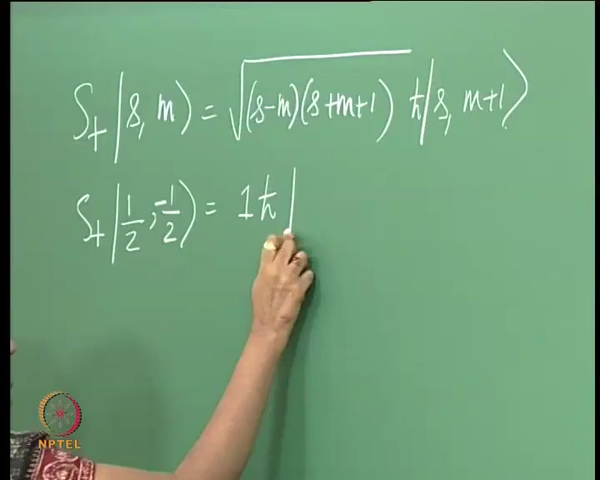 S₊|s, m⟩ = √(s-m)(s+m+1) ħ|s, m+1⟩
S₊|1/2, -1/2⟩ = 1ħ|
NPTEL